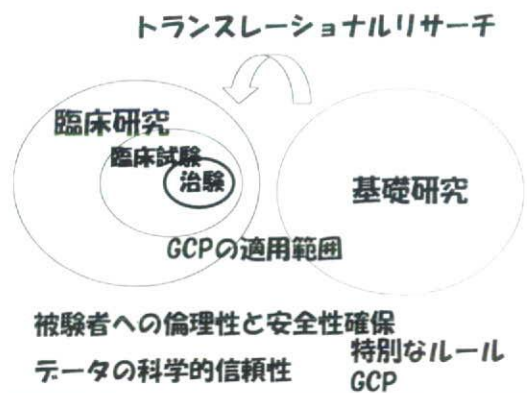 トランスレーショナルリサーチ
臨床研究
臨床試験
治験
基礎研究
GCPの適用範囲
被験者への倫理性と安全性確保
データの科学的信頼性
特別なルール
GCP